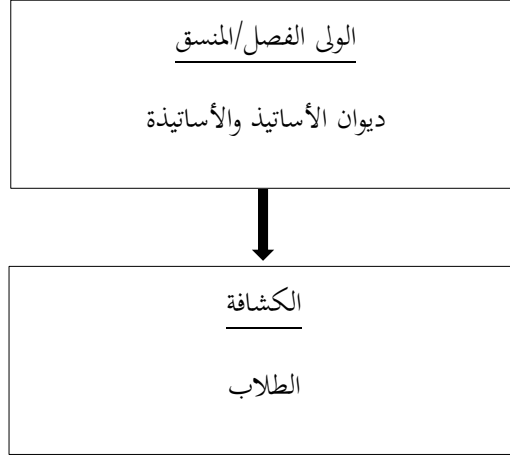 الولى الفصل/المنسق
ديوان الأساتيذ والأساتيذة
الكشافة
الطلاب